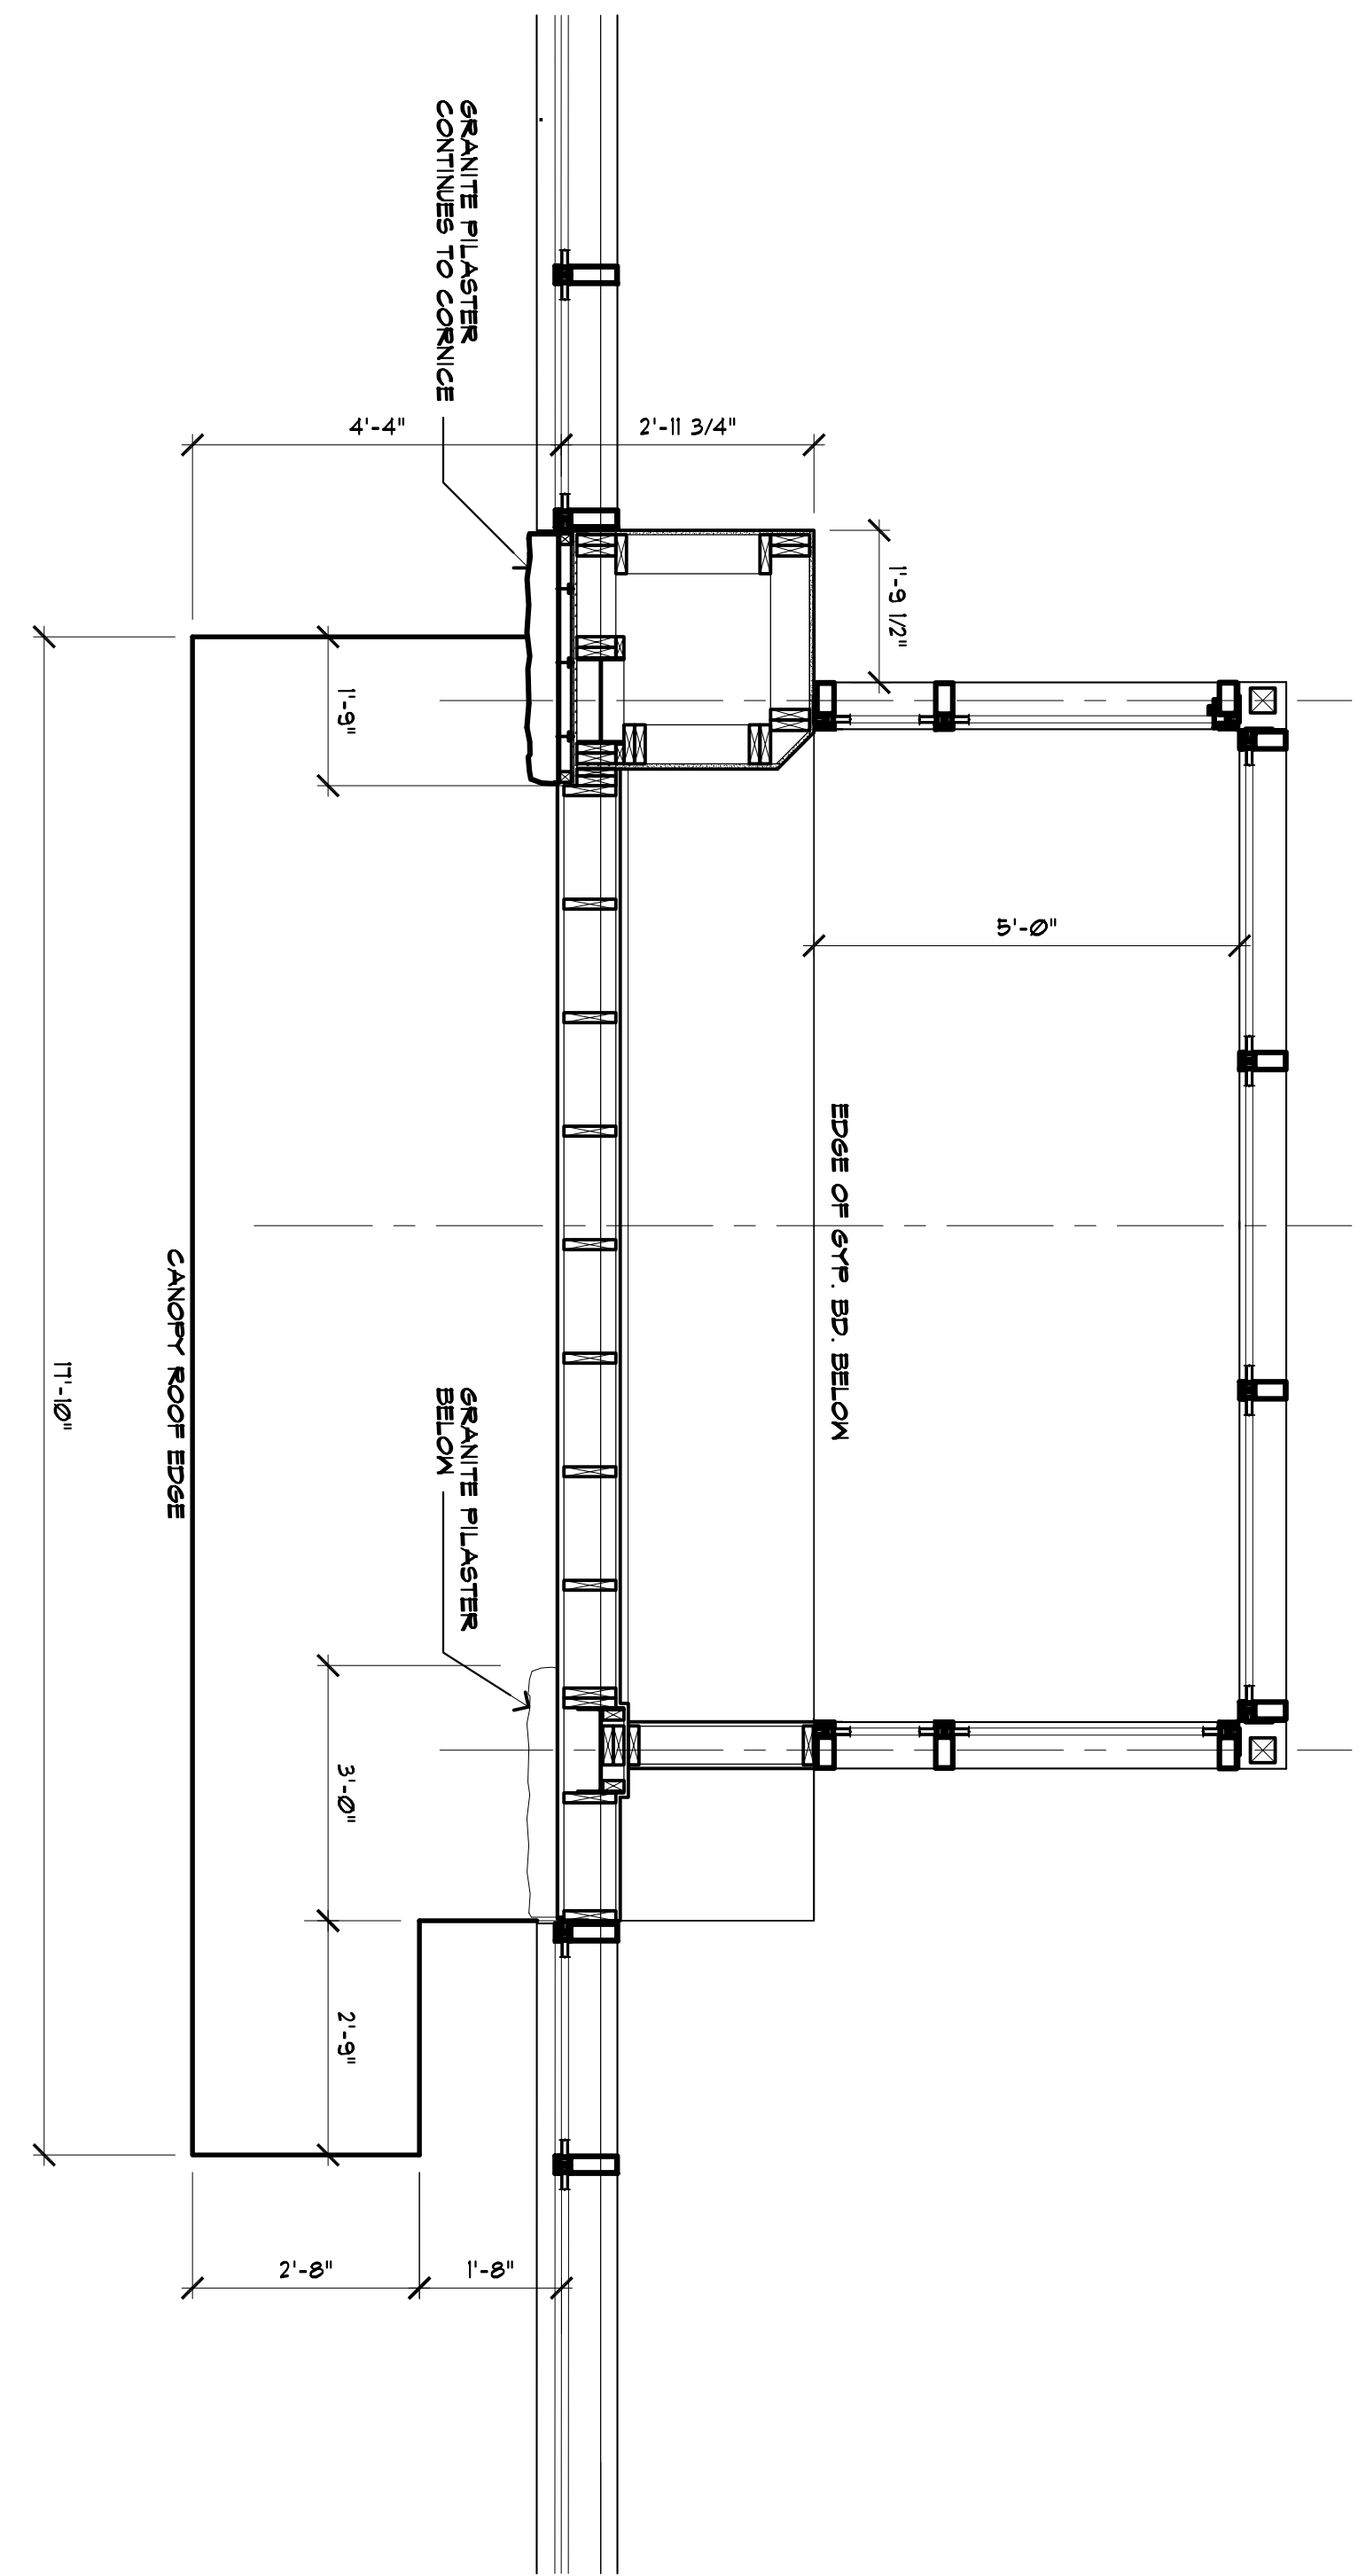 GRANITE PILASTER
CONTINUES TO CORNICE
4'-4"
2'-11 3/4"
1'-9 1/2"
1'-9"
5'-0"
EDGE OF GYP. BD. BELOW
CANOPY ROOF EDGE
17'-10"
GRANITE PILASTER
BELOW
3'-0"
2'-9"
2'-8"
1'-8"